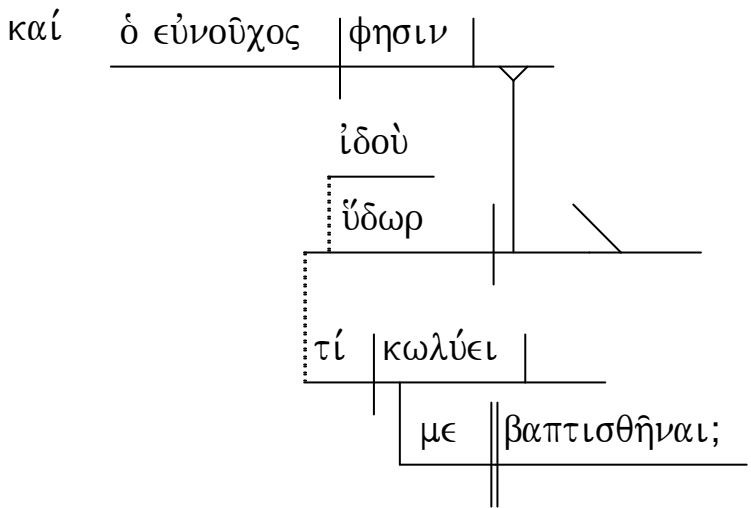 καί ὁ εὐνοῦχος φησιν
ἰδοὺ
ὕδωρ
τί κωλύει
με βαπτισθῆναι;